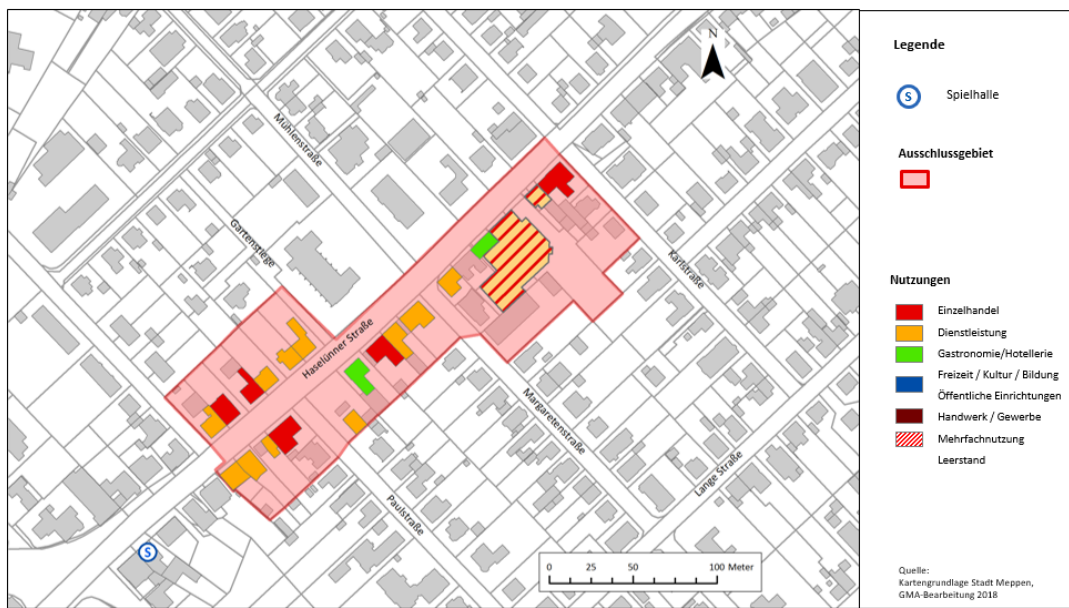 N
Mühlenstraße
Gartenstiege
Haselünner Straße
Karlstraße
Margaretenstraße
Lange Straße
Paulstraße
S
0 25 50 100 Meter
Legende
S Spielhalle
Ausschlussgebiet
Nutzungen
Einzelhandel
Dienstleistung
Gastronomie/Hotellerie
Freizeit / Kultur / Bildung
Öffentliche Einrichtungen
Handwerk / Gewerbe
Mehrfachnutzung
Leerstand
Quelle:
Kartengrundlage Stadt Meppen,
GMA-Bearbeitung 2018